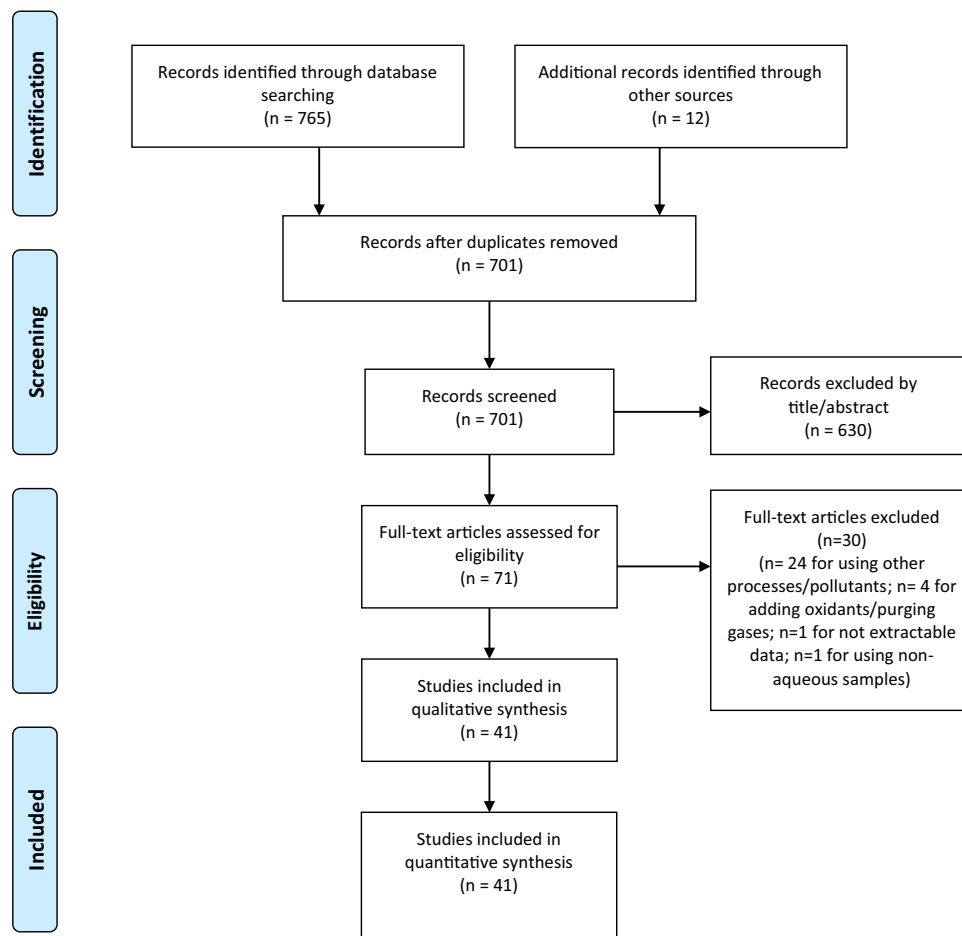 Identification
Records identified through database
searching
(n = 765)
Additional records identified through
other sources
(n = 12)
Records after duplicates removed
(n = 701)
Screening
Records screened
(n = 701)
Records excluded by
title/abstract
(n = 630)
Eligibility
Full-text articles assessed for
eligibility
(n = 71)
Full-text articles excluded
(n=30)
(n= 24 for using other
processes/pollutants; n= 4 for
adding oxidants/purging
gases; n=1 for not extractable
data; n=1 for using non-
aqueous samples)
Studies included in
qualitative synthesis
(n = 41)
Included
Studies included in
quantitative synthesis
(n = 41)